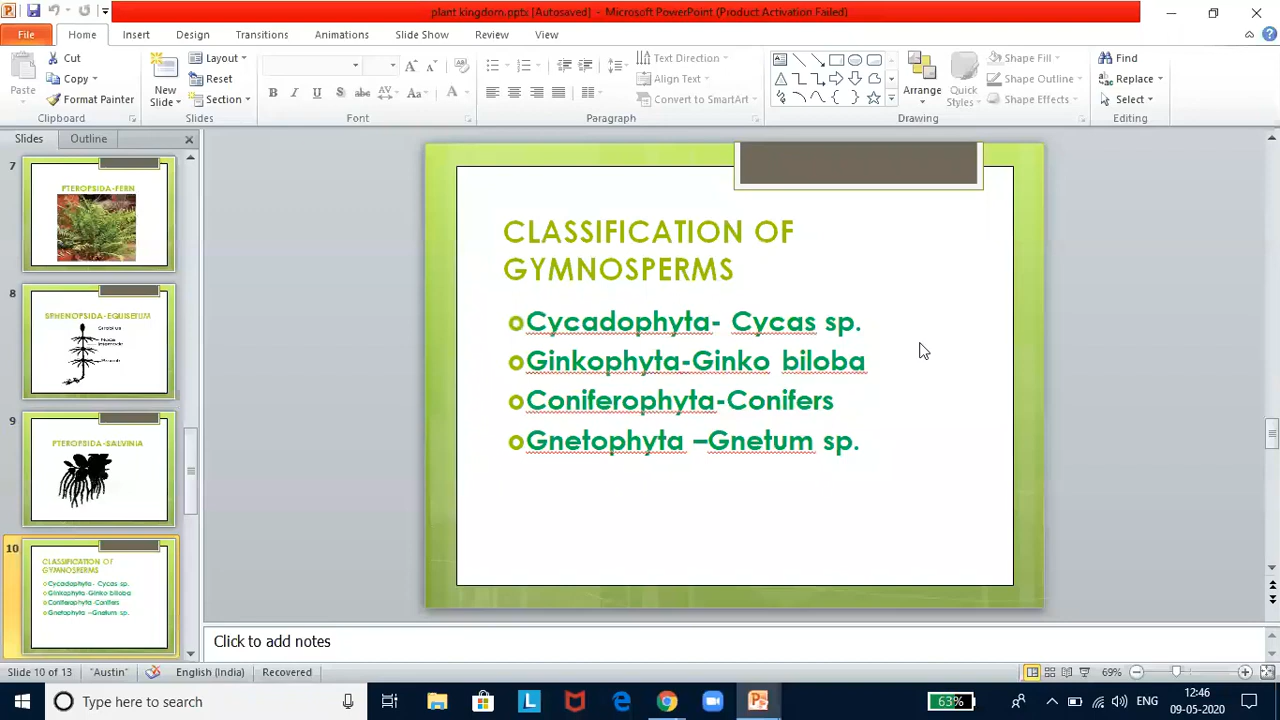 plant kingdom.pptx [Autosaved] - Microsoft PowerPoint (Product Activation Failed)
File Home Insert Design Transitions Animations Slide Show Review View
Paste
Cut
Copy
Format Painter
Clipboard
New Slide
Layout
Reset
Section
Slides
B I U S abc AV Aa A
Font
Text Direction
Align Text
Convert to SmartArt
Paragraph
Arrange
Quick Styles
Shape Fill
Shape Outline
Shape Effects
Drawing
Find
Replace
Select
Editing
Slides Outline
7
PTEROPSIDA-FERN
8
SPHENOPSIDA-EQUISETUM
9
PTEROPSIDA-SALVINIA
10
CLASSIFICATION OF
GYMNOSPERMS
Cycadophyta- Cycas sp.
Ginkophyta-Ginko biloba
Coniferophyta-Conifers
Gnetophyta –Gnetum sp.
CLASSIFICATION OF
GYMNOSPERMS
Cycadophyta- Cycas sp.
Ginkophyta-Ginko biloba
Coniferophyta-Conifers
Gnetophyta –Gnetum sp.
Click to add notes
Slide 10 of 13 "Austin" English (India) Recovered 69%
Type here to search
63%
ENG
12:46
09-05-2020